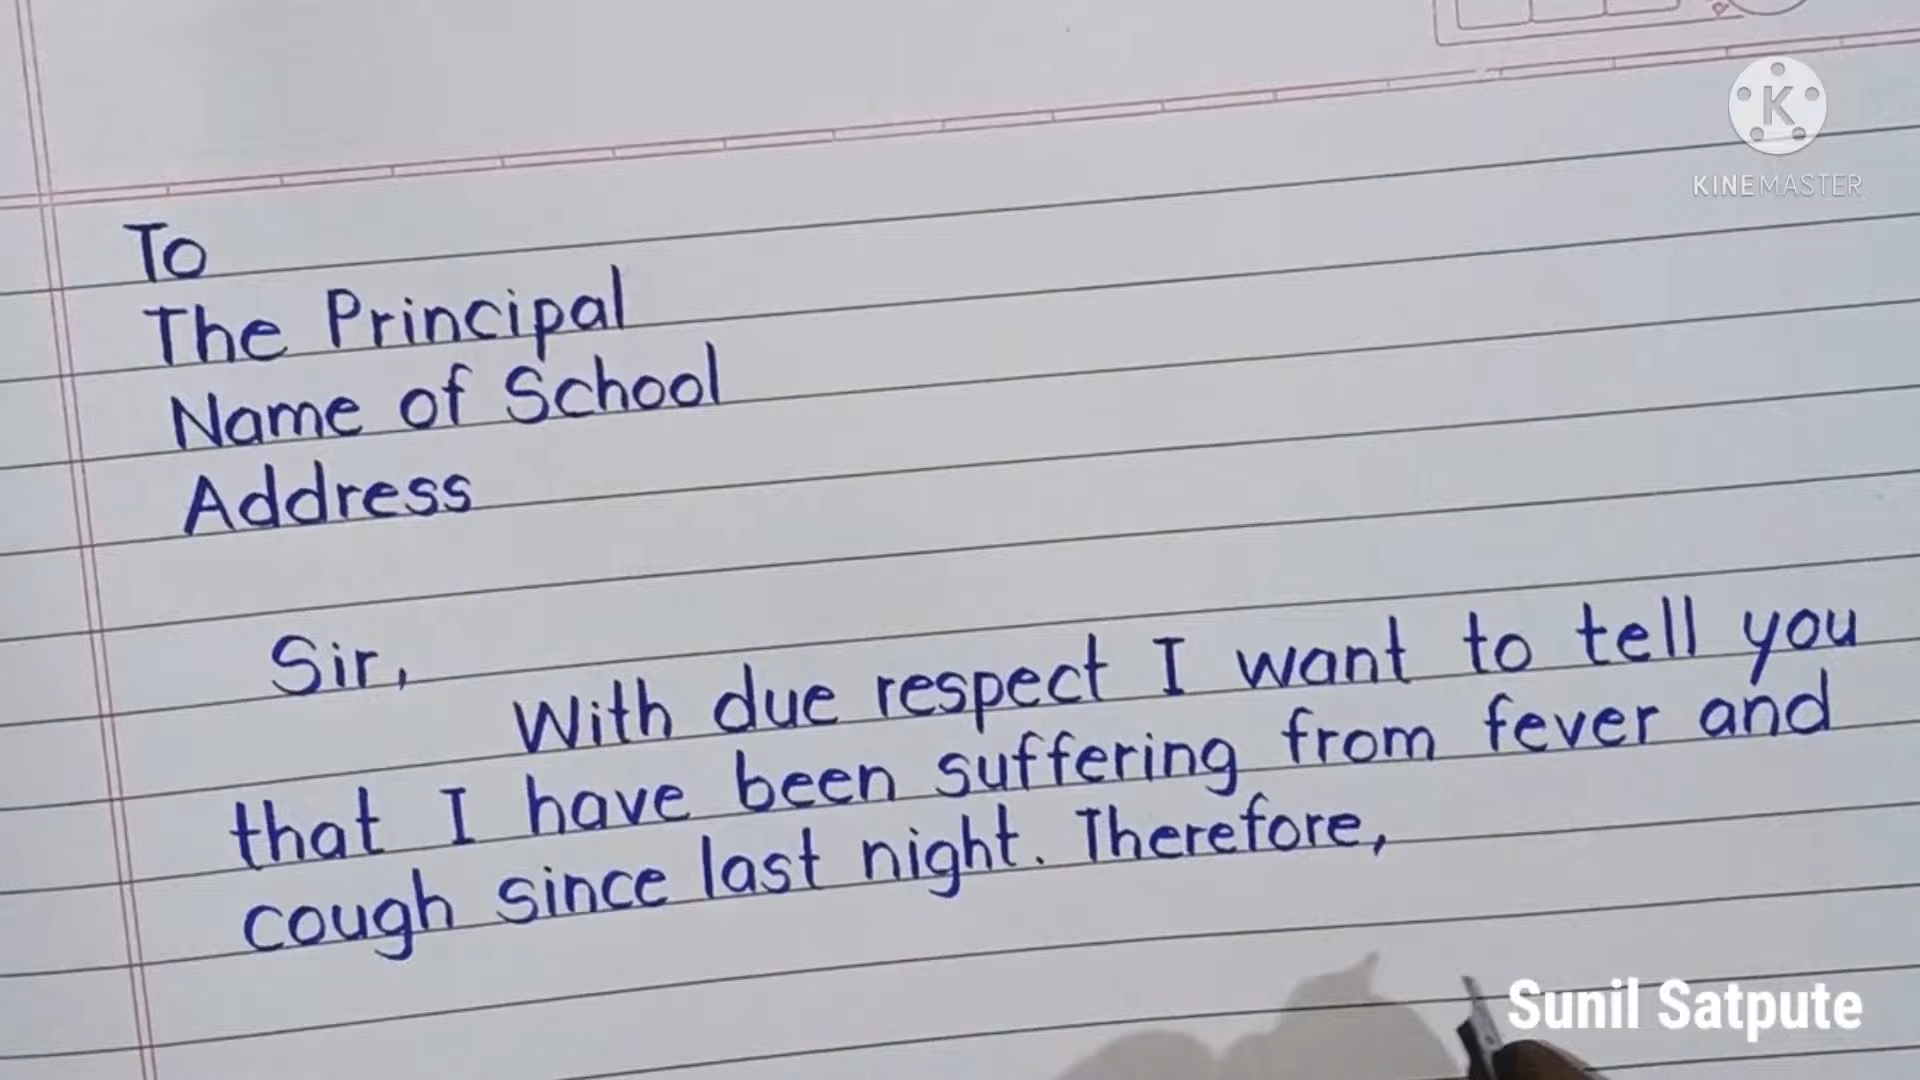 KINEMASTER
To
The Principal
Name of School
Address
Sir,
With due respect I want to tell you
that I have been suffering from fever and
cough since last night. Therefore,
Sunil Satpute